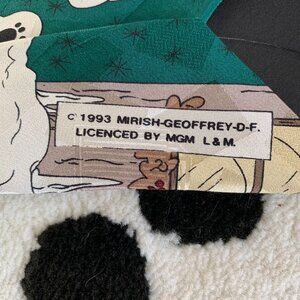 © 1993 MIRISH-GEOFFREY-D-F.
LICENCED BY MGM L & M.